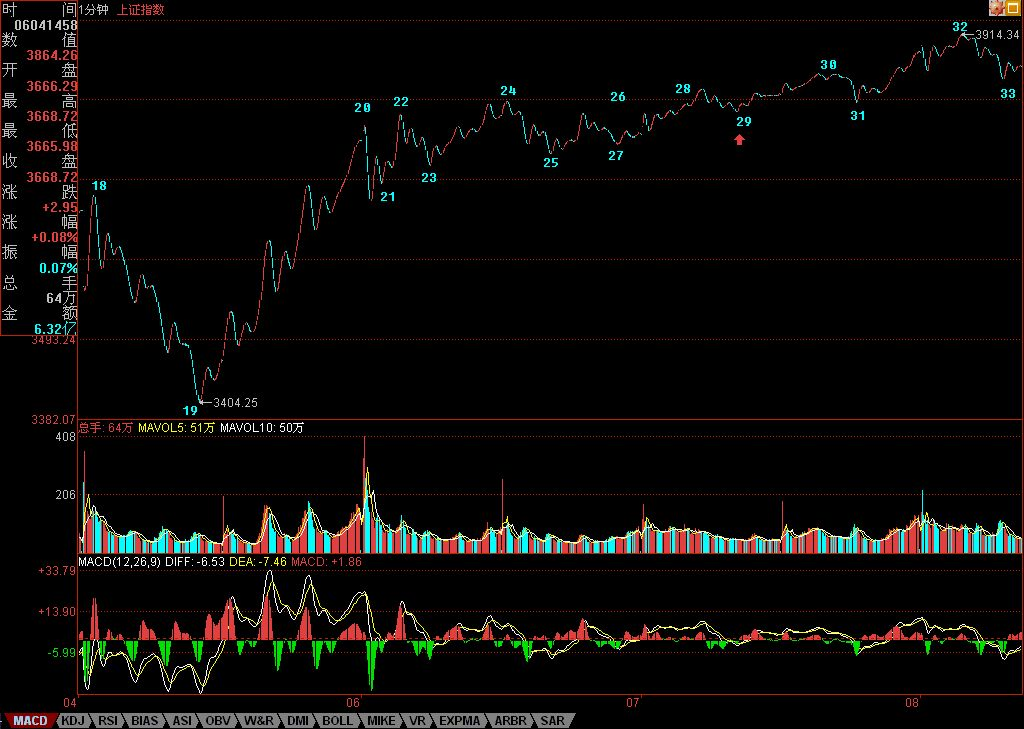 时 间
06041458
数 值
3864.26
开 盘
3666.29
最 高
3668.72
最 低
3665.98
收 盘
3668.72
涨 跌
+2.95
涨 幅
+0.08%
振 幅
0.07%
总 手
64万
金 额
6.32亿
1分钟 上证指数
32
3914.34
30
24
26
28
33
20
22
31
29
25
27
23
18
21
3493.24
19
3404.25
3382.07
总手: 64万 MAVOL5: 51万 MAVOL10: 50万
408
206
MACD(12,26,9) DIFF: -6.53 DEA: -7.46 MACD: +1.86
+33.79
+13.90
-5.99
04 06 07 08
MACD KDJ RSI BIAS ASI OBV W&R DMI BOLL MIKE VR EXPMA ARBR SAR